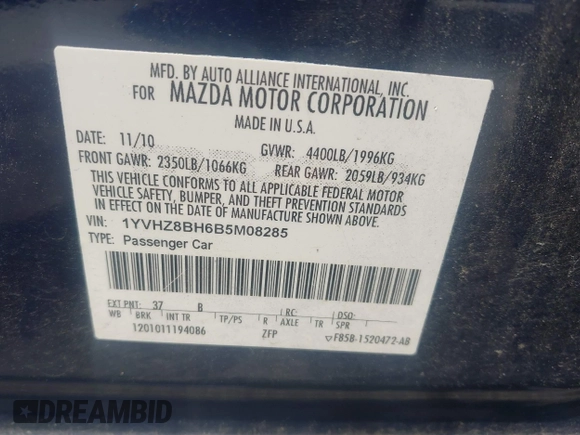 MFD. BY AUTO ALLIANCE INTERNATIONAL, INC.
FOR MAZDA MOTOR CORPORATION
MADE IN U.S.A.
DATE: 11/10 GVWR: 4400LB/1996KG
FRONT GAWR: 2350LB/1066KG REAR GAWR: 2059LB/934KG
THIS VEHICLE CONFORMS TO ALL APPLICABLE FEDERAL MOTOR
VEHICLE SAFETY, BUMPER, AND THEFT PREVENTION STANDARDS
IN EFFECT ON THE DATE OF MANUFACTURE SHOWN ABOVE.
VIN: 1YVHZ8BH6B5M08285
TYPE: Passenger Car
EXT PNT: 37 B RC: DSO:
WB BRK INT TR TP/PS R AXLE TR SPR
1201011194086 ZFP F85B-1520472-AB
DREAMBID